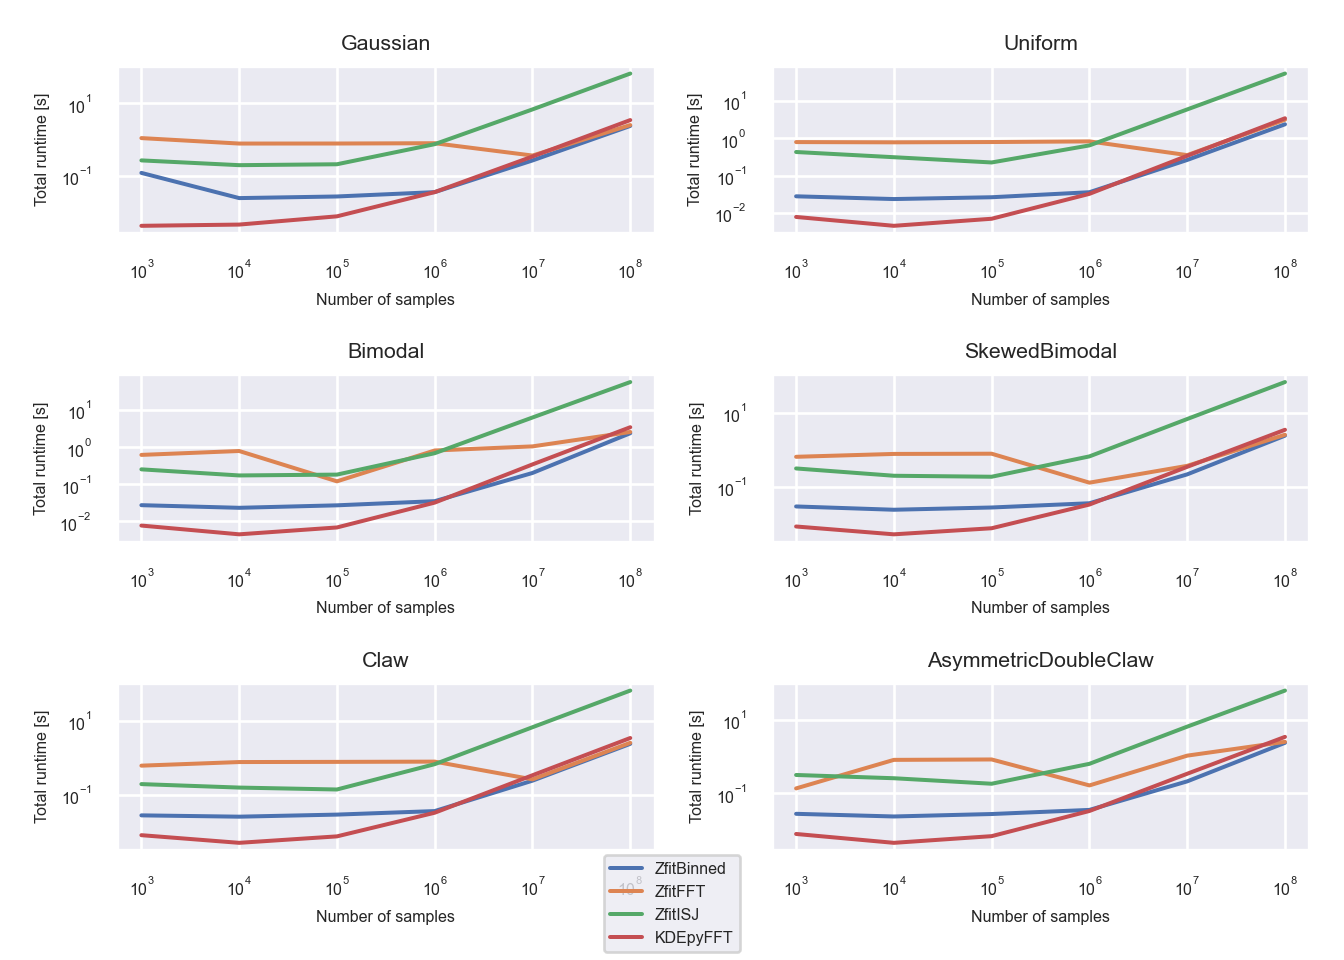 Gaussian
Total runtime [s]
10^1
10^−1
10^3 10^4 10^5 10^6 10^7 10^8
Number of samples
Uniform
Total runtime [s]
10^1
10^0
10^−1
10^−2
10^3 10^4 10^5 10^6 10^7 10^8
Number of samples
Bimodal
Total runtime [s]
10^1
10^0
10^−1
10^−2
10^3 10^4 10^5 10^6 10^7 10^8
Number of samples
SkewedBimodal
Total runtime [s]
10^1
10^−1
10^3 10^4 10^5 10^6 10^7 10^8
Number of samples
Claw
Total runtime [s]
10^1
10^−1
10^3 10^4 10^5 10^6 10^7 10^8
Number of samples
AsymmetricDoubleClaw
Total runtime [s]
10^1
10^−1
10^3 10^4 10^5 10^6 10^7 10^8
Number of samples
ZfitBinned
ZfitFFT
ZfitISJ
KDEpyFFT